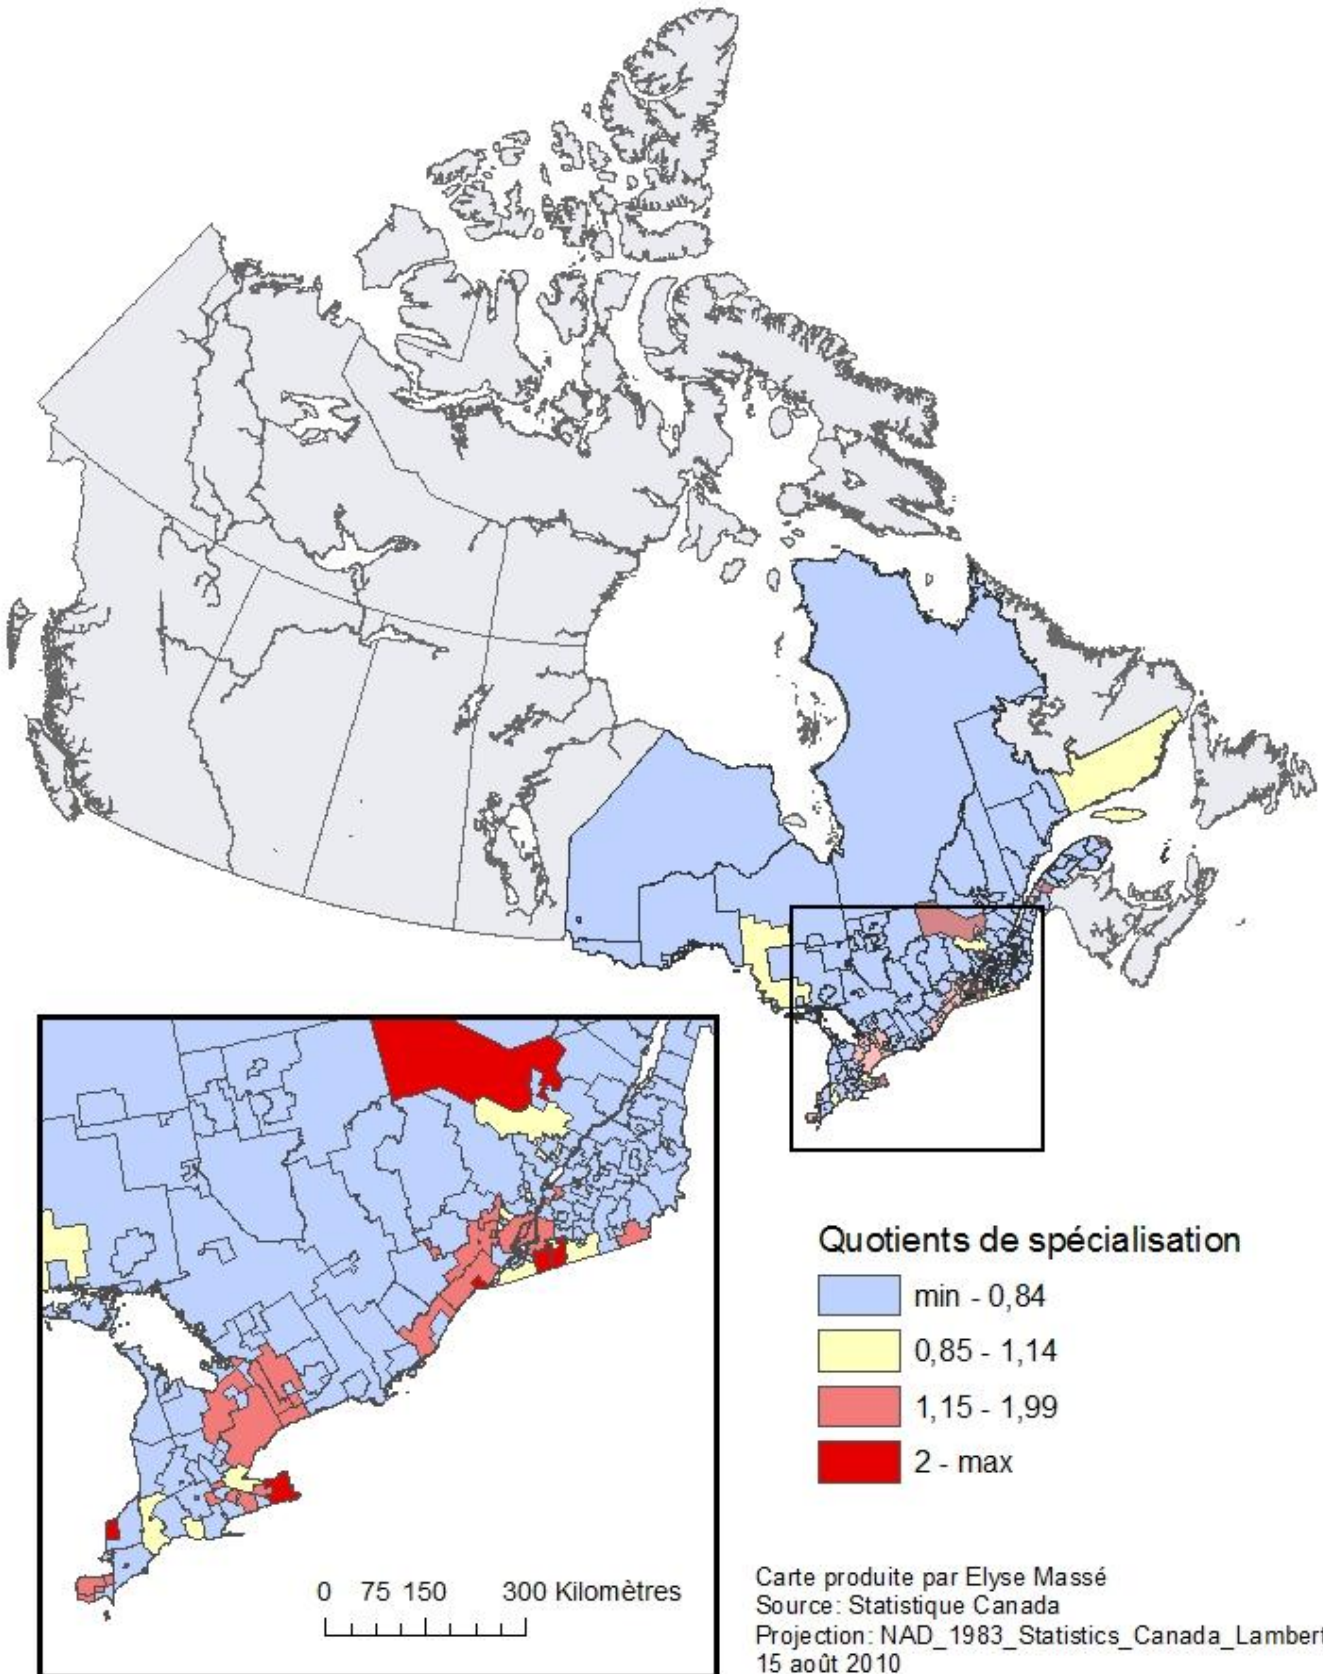 Quotients de spécialisation
min - 0,84
0,85 - 1,14
1,15 - 1,99
2 - max
0 75 150 300 Kilomètres
Carte produite par Elyse Massé
Source: Statistique Canada
Projection: NAD_1983_Statistics_Canada_Lambert
15 août 2010